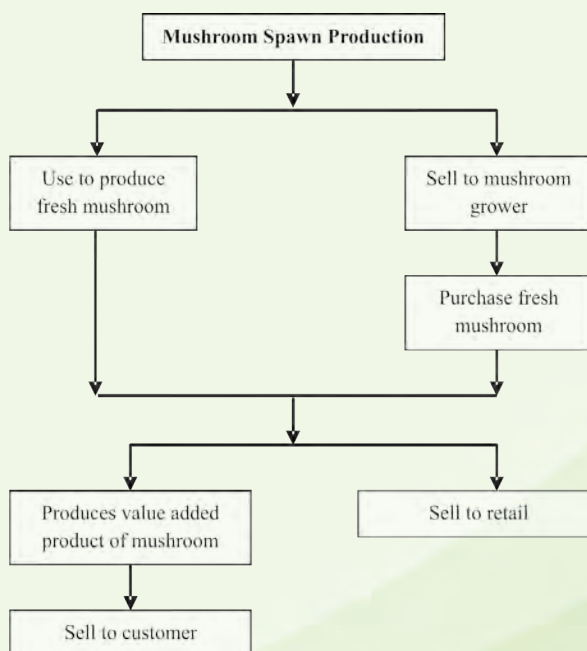 Mushroom Spawn Production
Use to produce
fresh mushroom
Sell to mushroom
grower
Purchase fresh
mushroom
Produces value added
product of mushroom
Sell to retail
Sell to customer